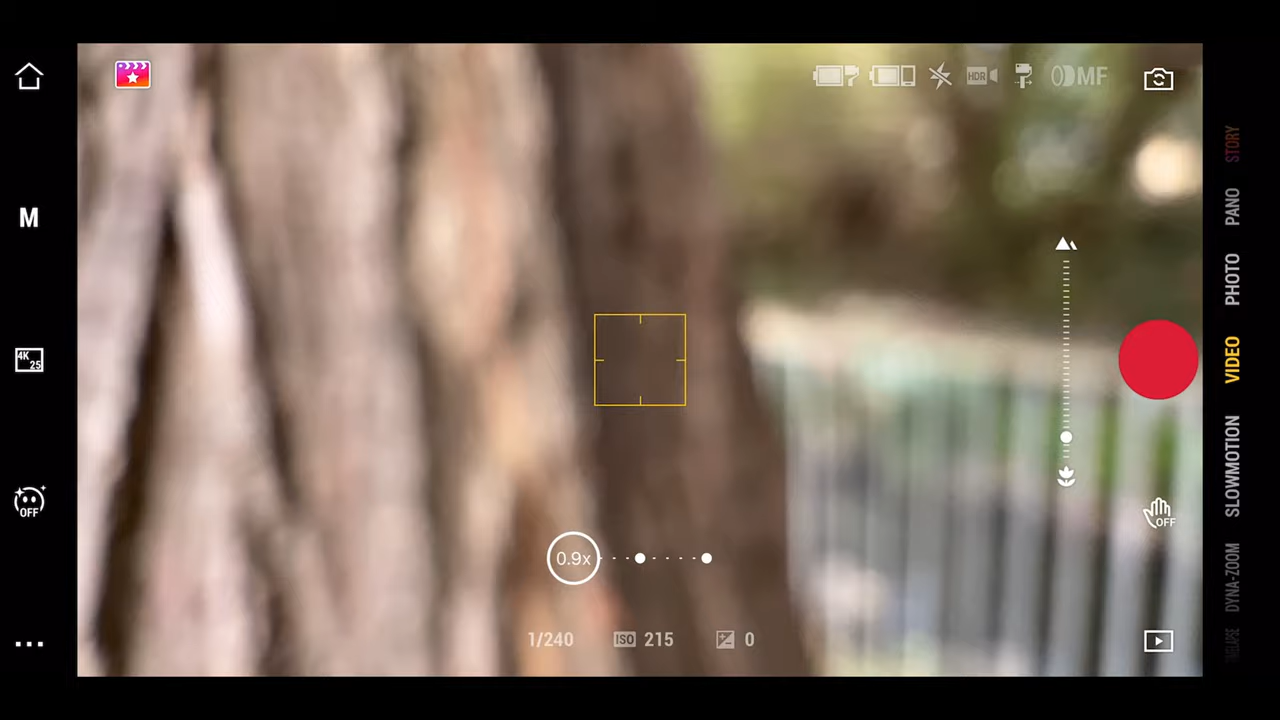 HDR
MF
M
4K
25
OFF
0.9x
1/240
ISO 215
0
OFF
STORY
PANO
PHOTO
VIDEO
SLOWMOTION
DYNA-ZOOM